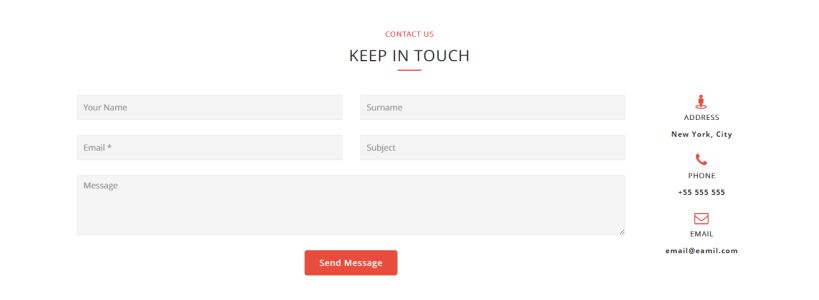 CONTACT US
KEEP IN TOUCH
Your Name
Surname
Email *
Subject
Message
Send Message
ADDRESS
New York, City
PHONE
+55 555 555
EMAIL
email@eamil.com